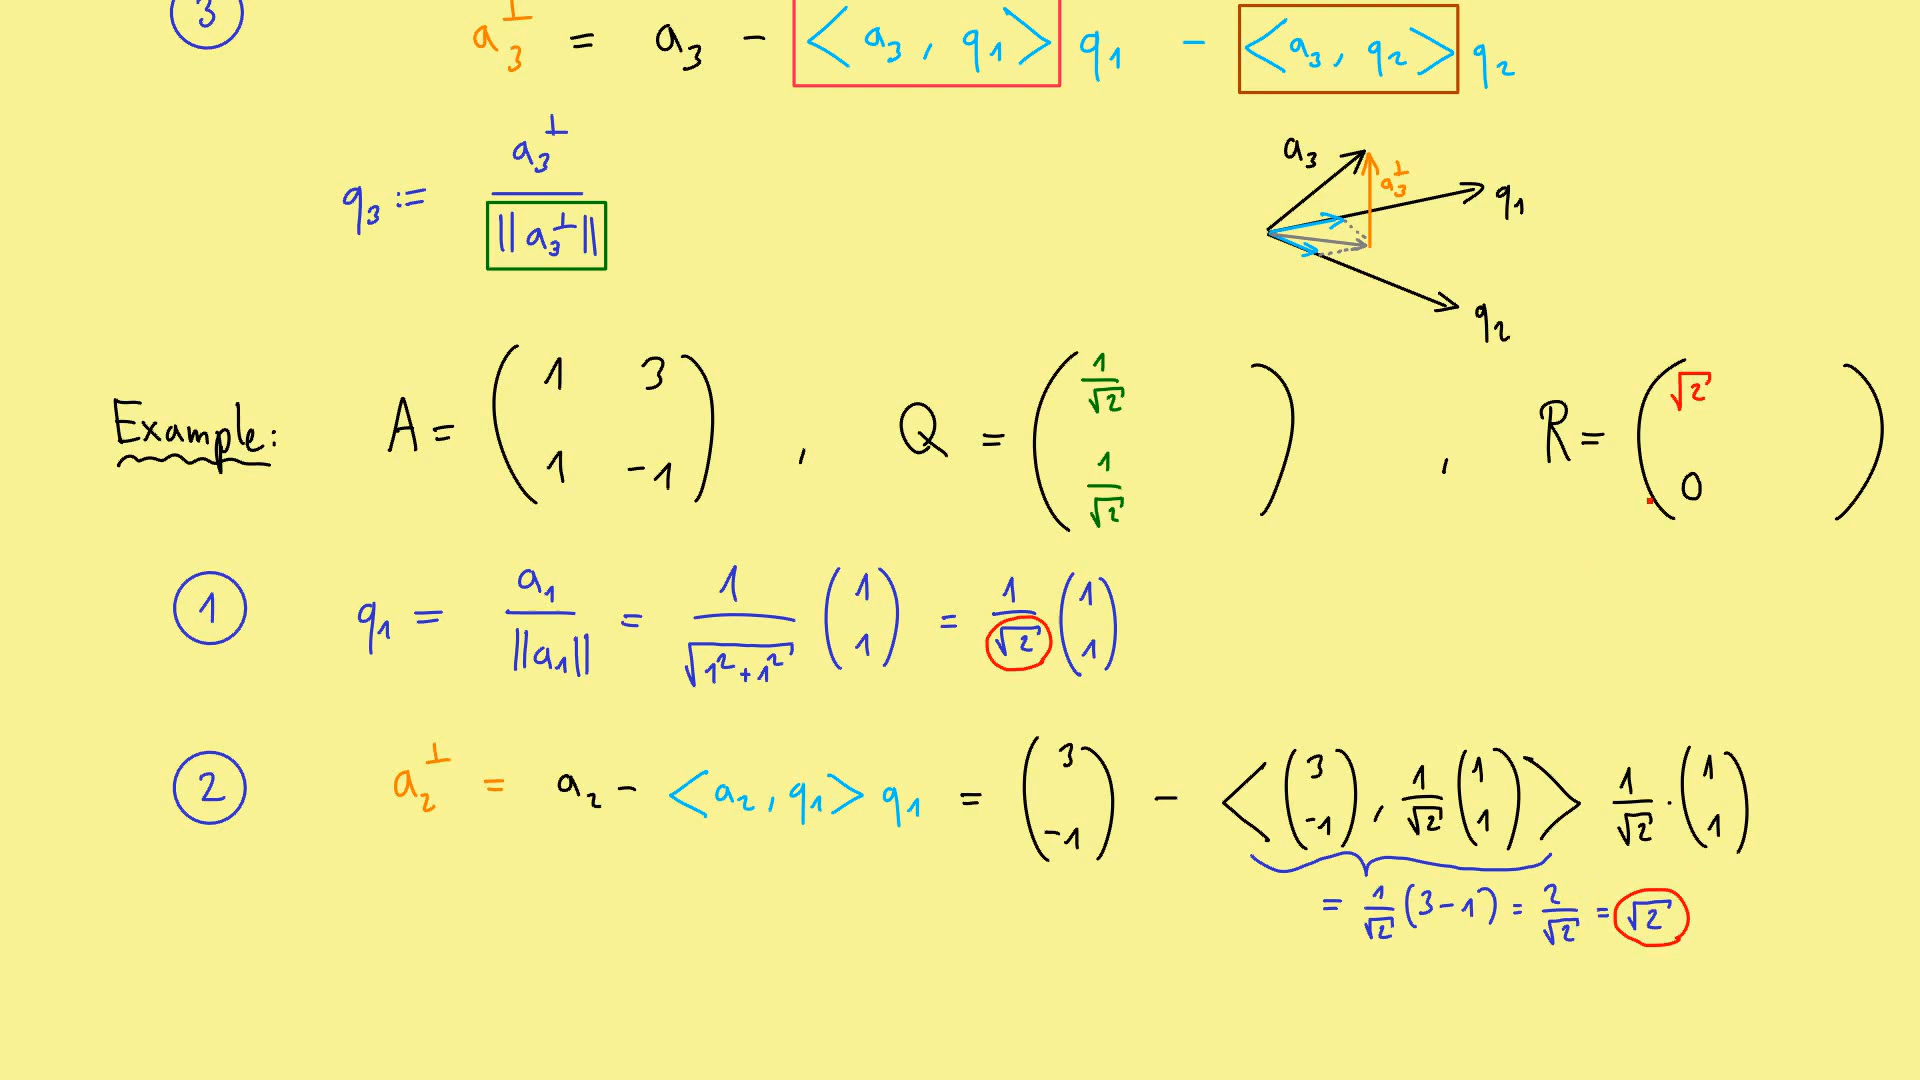 ③ a₃^⊥ = a₃ - <a₃, q₁> q₁ - <a₃, q₂> q₂
q₃ := a₃^⊥ / ||a₃^⊥||
a₃ a₃^⊥ q₁ q₂
Example: A = (1 3; 1 -1) , Q = (1/√2; 1/√2) , R = (√2; 0)
① q₁ = a₁/||a₁|| = 1/√(1²+1²) (1; 1) = 1/√2 (1; 1)
② a₂^⊥ = a₂ - <a₂, q₁> q₁ = (3; -1) - <(3; -1), 1/√2 (1; 1)> 1/√2 · (1; 1)
= 1/√2 (3-1) = 2/√2 = √2